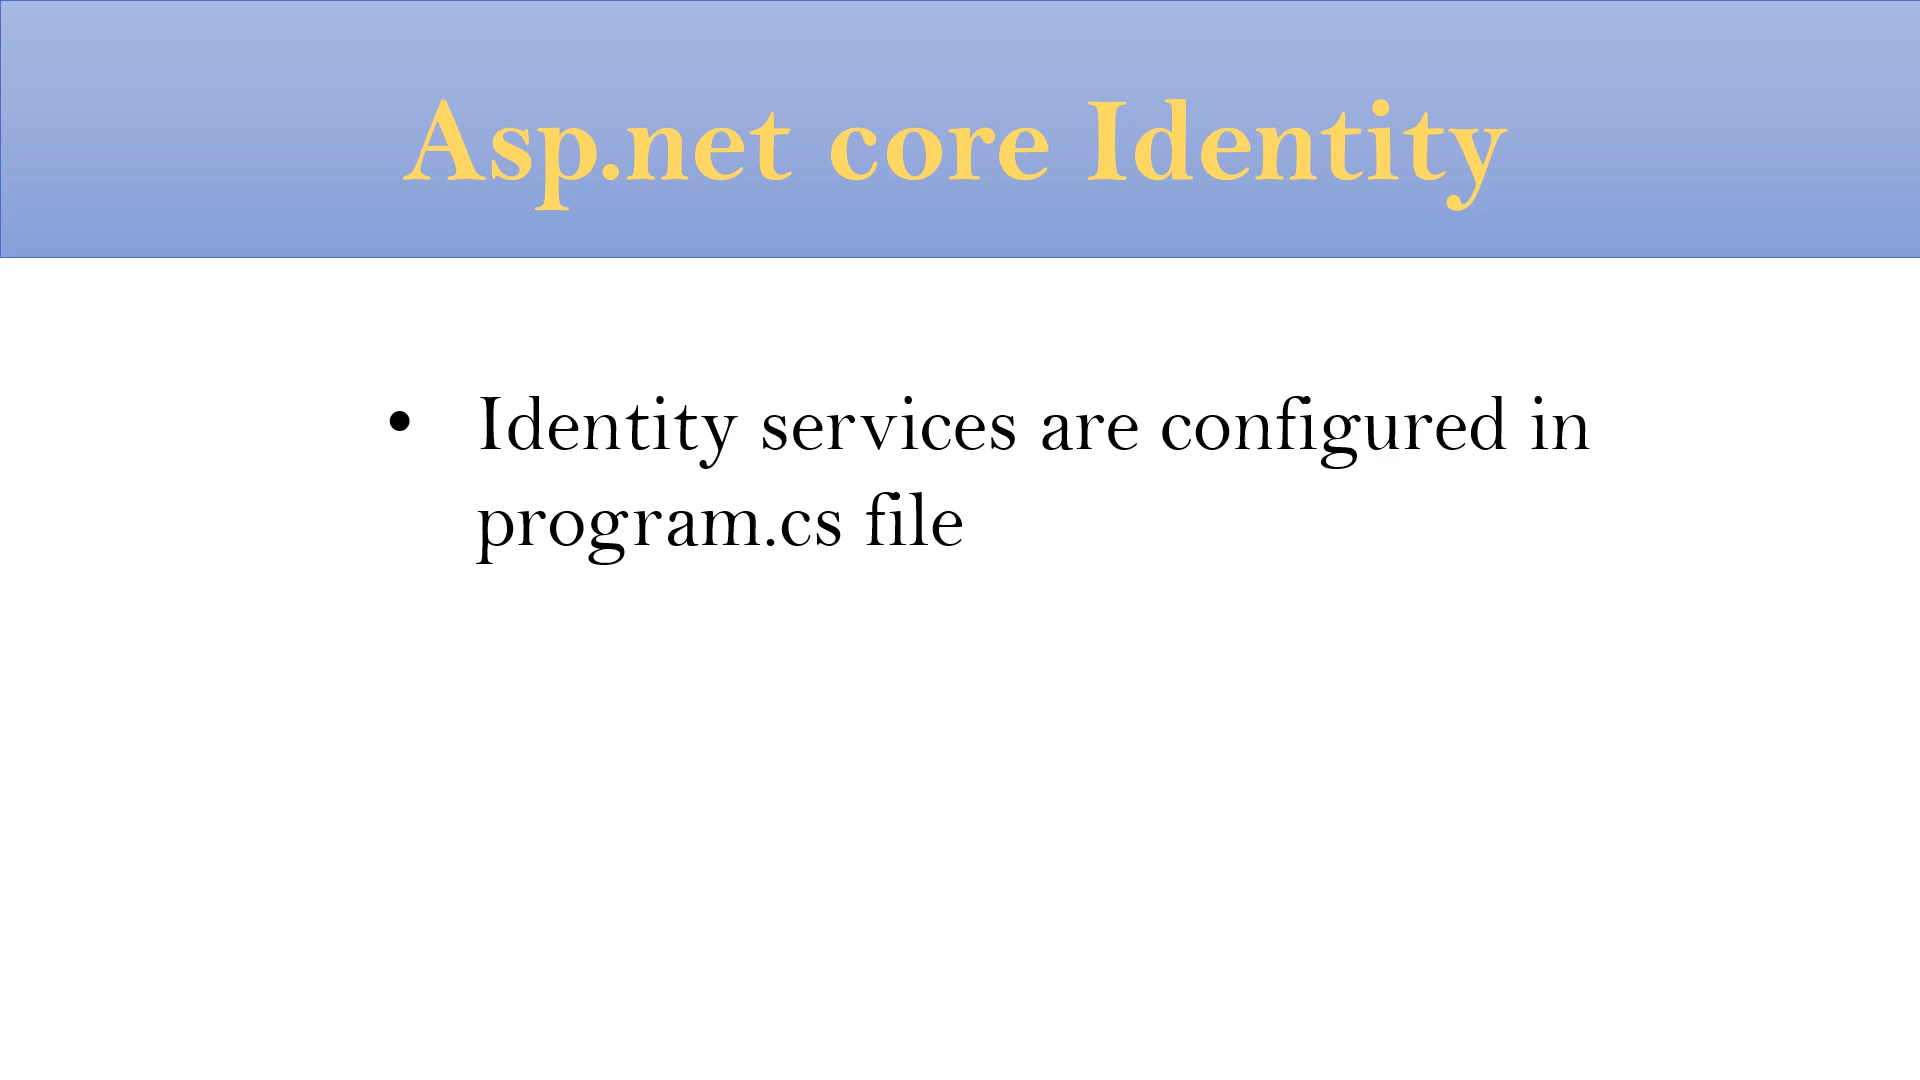 Asp.net core Identity
• Identity services are configured in
program.cs file